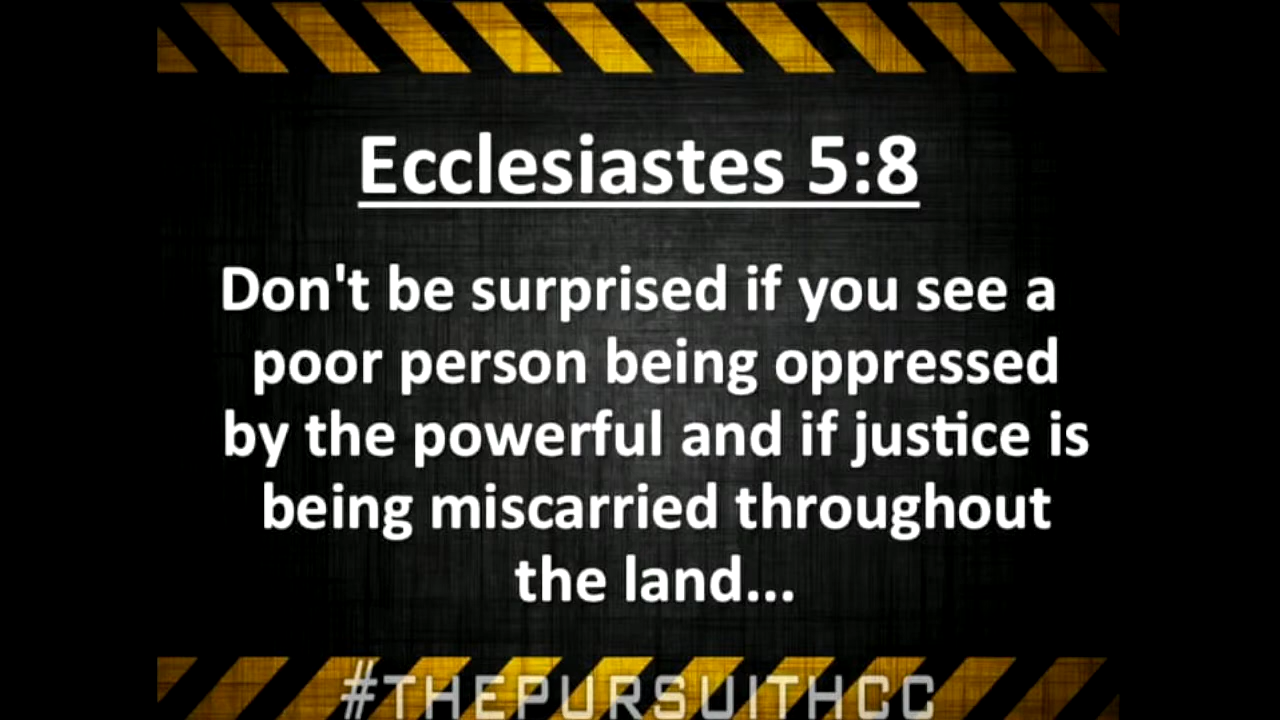 Ecclesiastes 5:8
Don't be surprised if you see a
poor person being oppressed
by the powerful and if justice is
being miscarried throughout
the land...
#THEPURSUITHCC